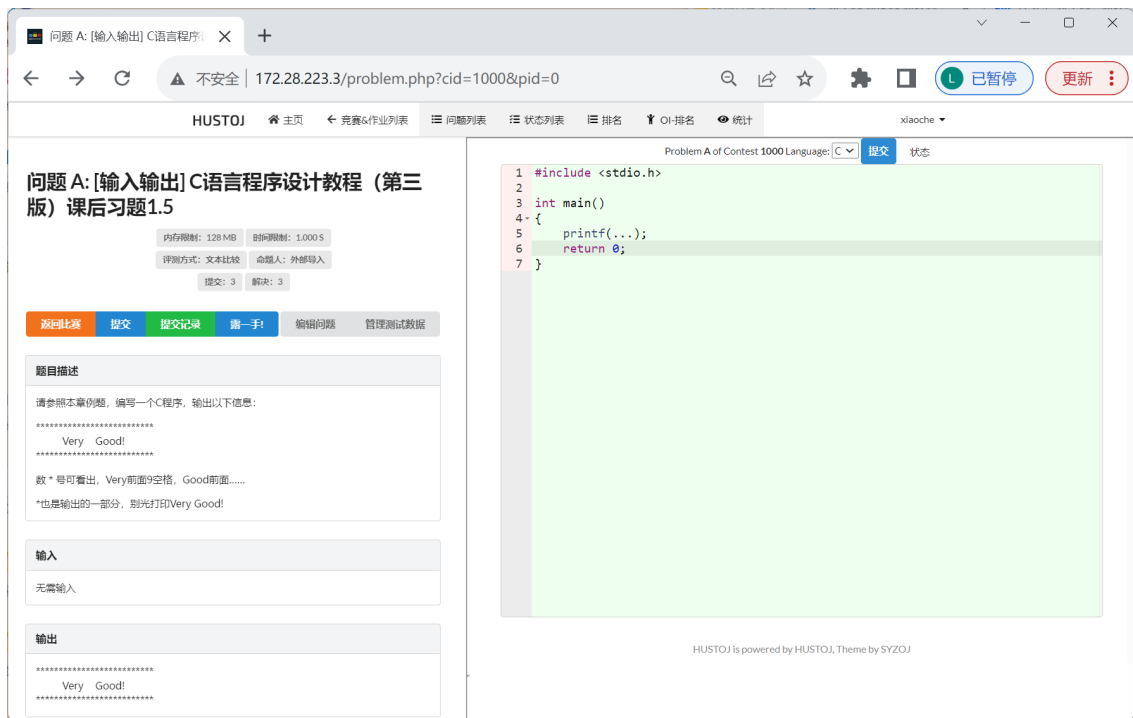 问题 A: [输入输出] C语言程序
不安全 172.28.223.3/problem.php?cid=1000&pid=0 L 已暂停 更新
HUSTOJ 主页 竞赛&作业列表 问题列表 状态列表 排名 OI-排名 统计 xiaoche
Problem A of Contest 1000 Language: C 提交 状态
问题 A: [输入输出] C语言程序设计教程（第三
版）课后习题1.5
内存限制：128 MB 时间限制：1.000 S
评测方式：文本比较 命题人：外部导入
提交：3 解决：3
返回比赛 提交 提交记录 露一手! 编辑问题 管理测试数据
题目描述
请参照本章例题，编写一个C程序，输出以下信息：
**************************
Very Good!
**************************
数 * 号可看出，Very前面9空格，Good前面……
*也是输出的一部分，别光打印Very Good!
输入
无需输入
输出
**************************
Very Good!
**************************
1 #include <stdio.h>
2
3 int main()
4 {
5 printf(...);
6 return 0;
7 }
HUSTOJ is powered by HUSTOJ, Theme by SYZOJ